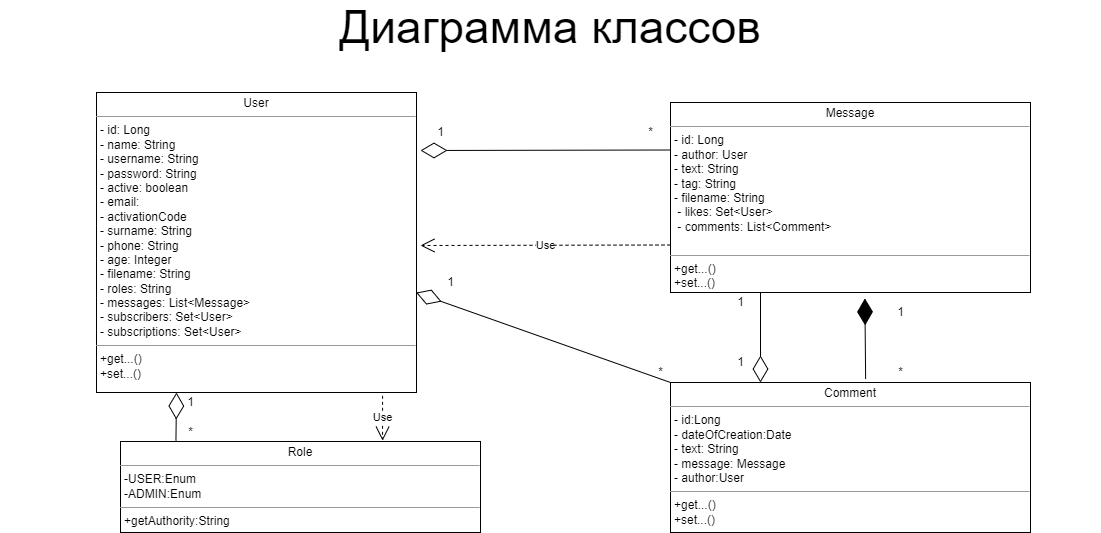 Диаграмма классов
User
- id: Long
- name: String
- username: String
- password: String
- active: boolean
- email:
- activationCode
- surname: String
- phone: String
- age: Integer
- filename: String
- roles: String
- messages: List<Message>
- subscribers: Set<User>
- subscriptions: Set<User>
+get...()
+set...()
1
*
Use
1
*
Message
- id: Long
- author: User
- text: String
- tag: String
- filename: String
- likes: Set<User>
- comments: List<Comment>
+get...()
+set...()
1
1
1
*
1
*
Use
Role
-USER:Enum
-ADMIN:Enum
+getAuthority:String
Comment
- id:Long
- dateOfCreation:Date
- text: String
- message: Message
- author:User
+get...()
+set...()